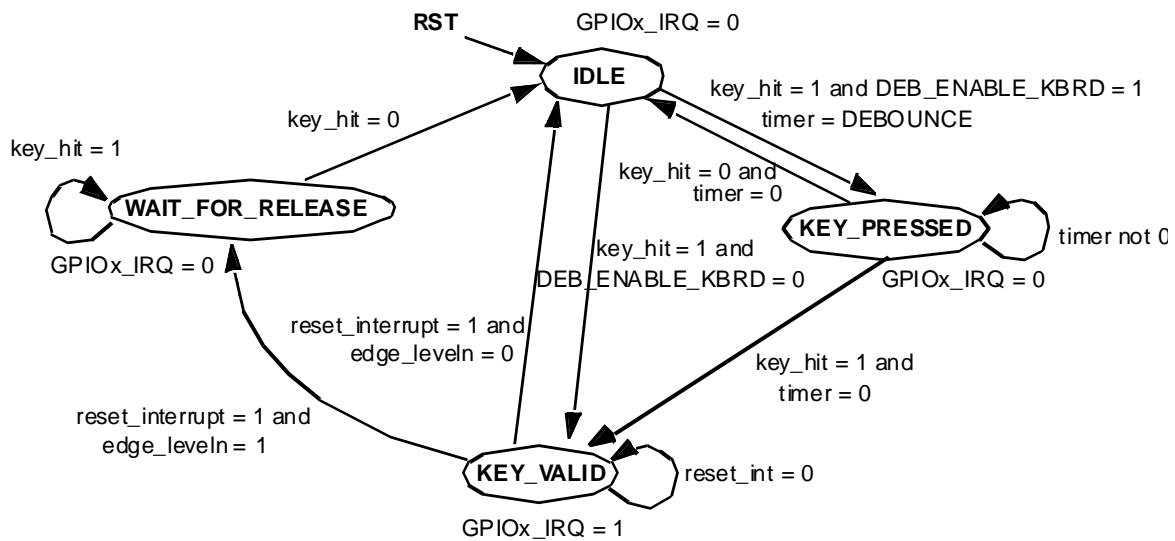 RST
GPIOx_IRQ = 0
IDLE
key_hit = 1 and DEB_ENABLE_KBRD = 1
timer = DEBOUNCE
key_hit = 0
key_hit = 1
WAIT_FOR_RELEASE
GPIOx_IRQ = 0
key_hit = 0 and
timer = 0
KEY_PRESSED
timer not 0
GPIOx_IRQ = 0
key_hit = 1 and
DEB_ENABLE_KBRD = 0
reset_interrupt = 1 and
edge_leveln = 0
key_hit = 1 and
timer = 0
reset_interrupt = 1 and
edge_leveln = 1
KEY_VALID
reset_int = 0
GPIOx_IRQ = 1